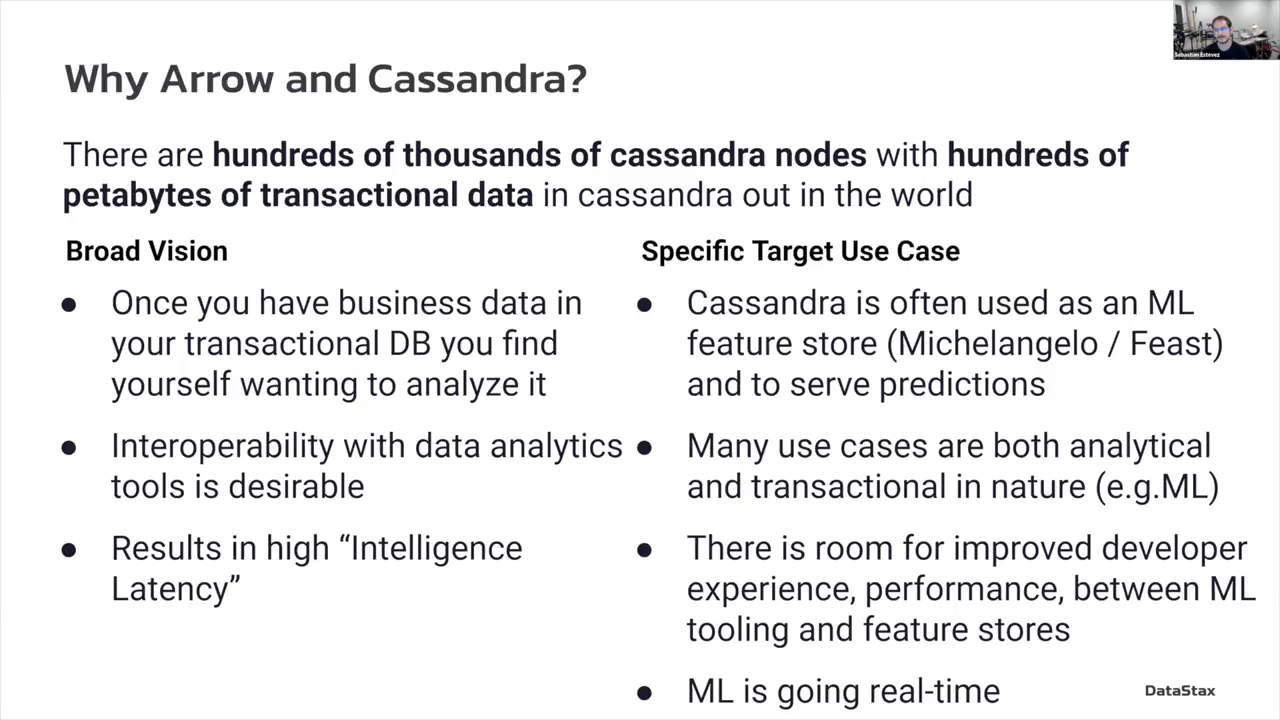 Sebastian Estevez
Why Arrow and Cassandra?
There are hundreds of thousands of cassandra nodes with hundreds of
petabytes of transactional data in cassandra out in the world
Broad Vision
● Once you have business data in
your transactional DB you find
yourself wanting to analyze it
● Interoperability with data analytics
tools is desirable
● Results in high “Intelligence
Latency”
Specific Target Use Case
● Cassandra is often used as an ML
feature store (Michelangelo / Feast)
and to serve predictions
● Many use cases are both analytical
and transactional in nature (e.g.ML)
● There is room for improved developer
experience, performance, between ML
tooling and feature stores
● ML is going real-time
DataStax